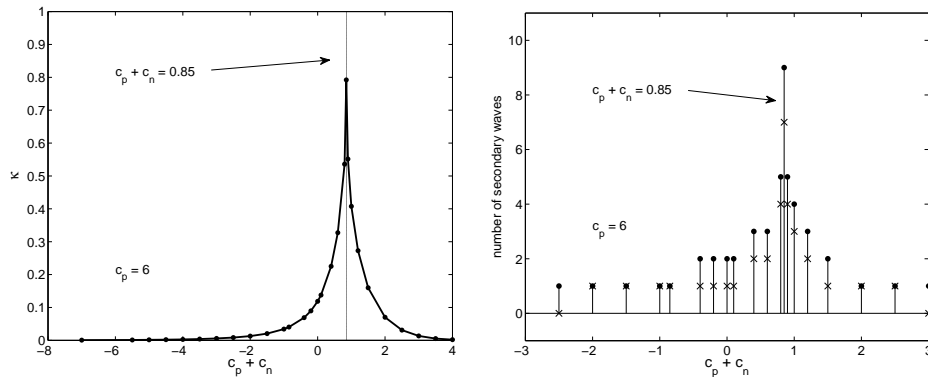 1
0.9
0.8
0.7
0.6
0.5
0.4
0.3
0.2
0.1
0
κ
c_p + c_n = 0.85
c_p = 6
−8 −6 −4 −2 0 2 4
c_p + c_n
10
8
6
4
2
0
number of secondary waves
c_p + c_n = 0.85
c_p = 6
−3 −2 −1 0 1 2 3
c_p + c_n